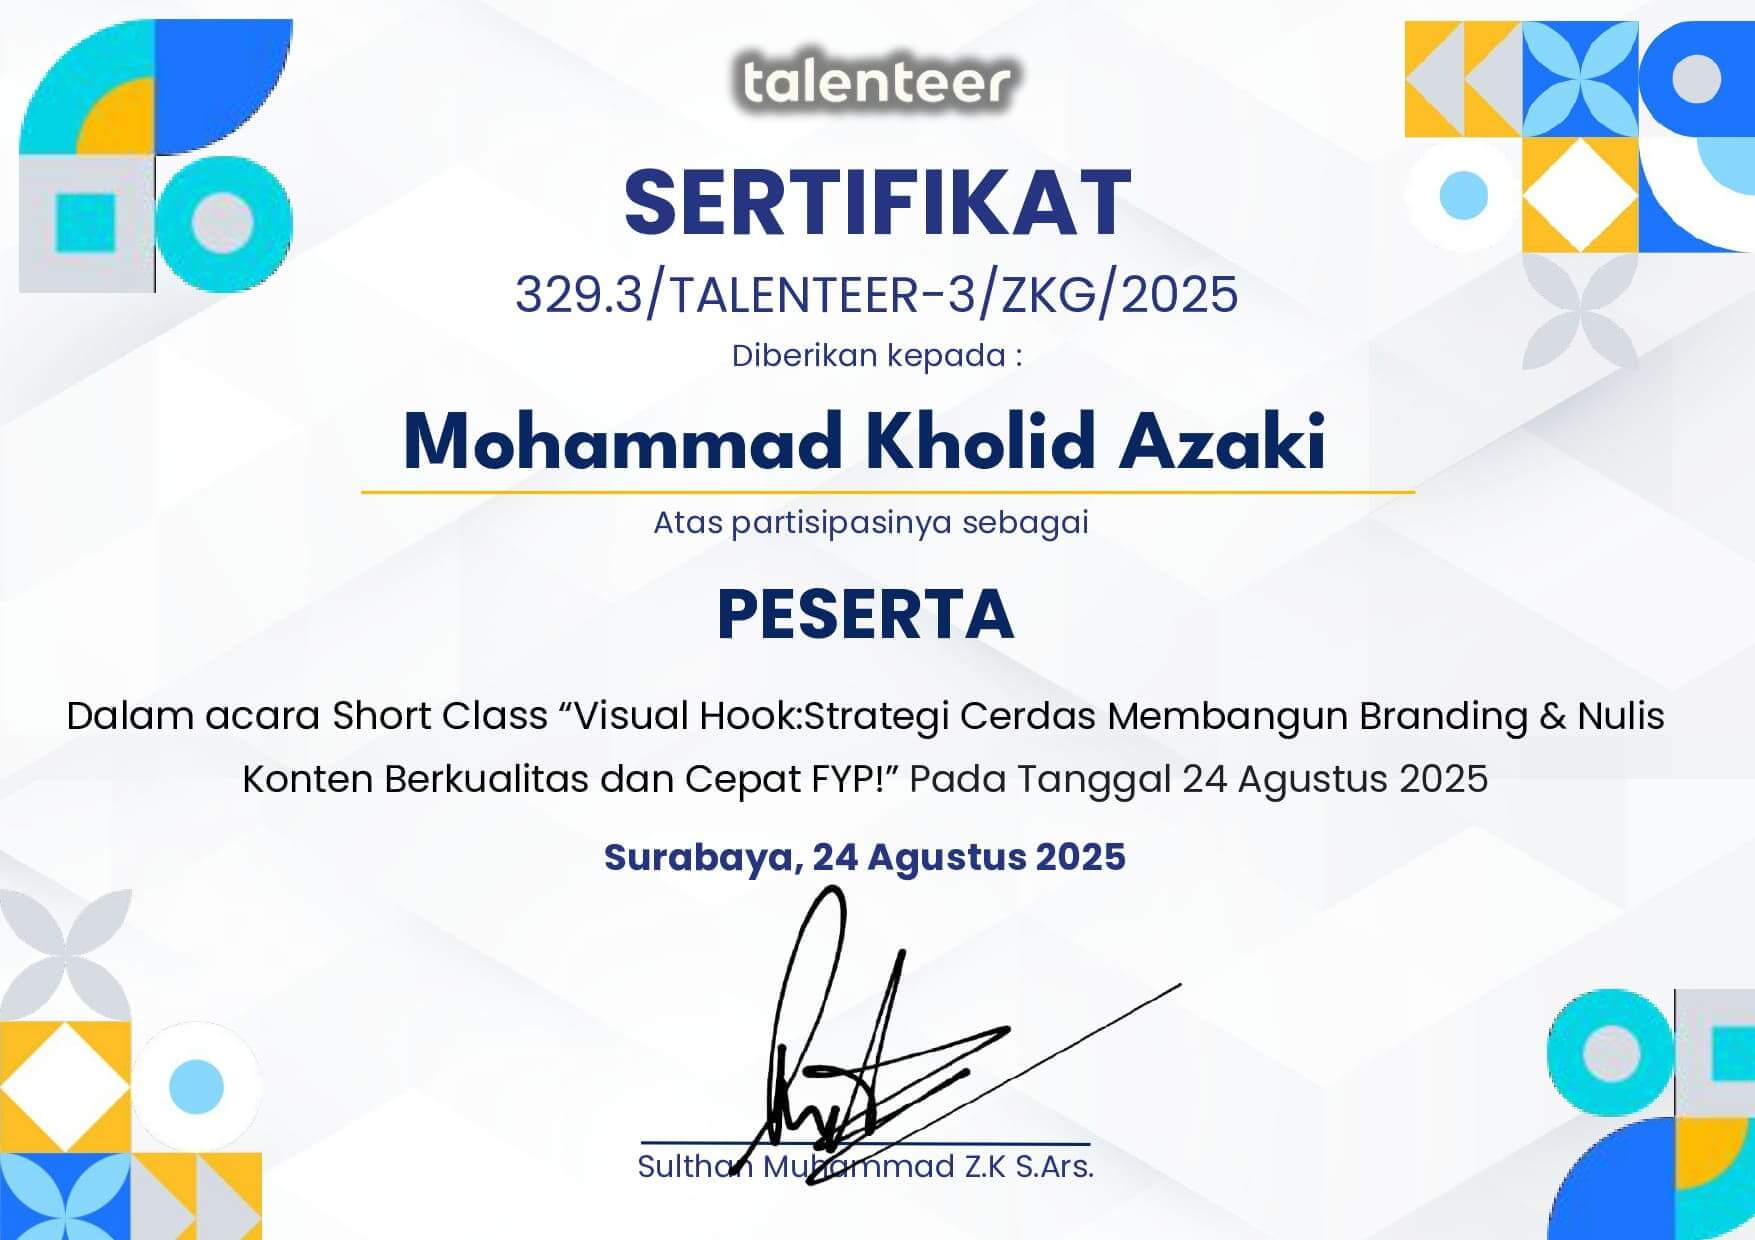 talenteer
SERTIFIKAT
329.3/TALENTEER-3/ZKG/2025
Diberikan kepada :
Mohammad Kholid Azaki
Atas partisipasinya sebagai
PESERTA
Dalam acara Short Class “Visual Hook:Strategi Cerdas Membangun Branding & Nulis
Konten Berkualitas dan Cepat FYP!” Pada Tanggal 24 Agustus 2025
Surabaya, 24 Agustus 2025
Sulthan Muhammad Z.K S.Ars.